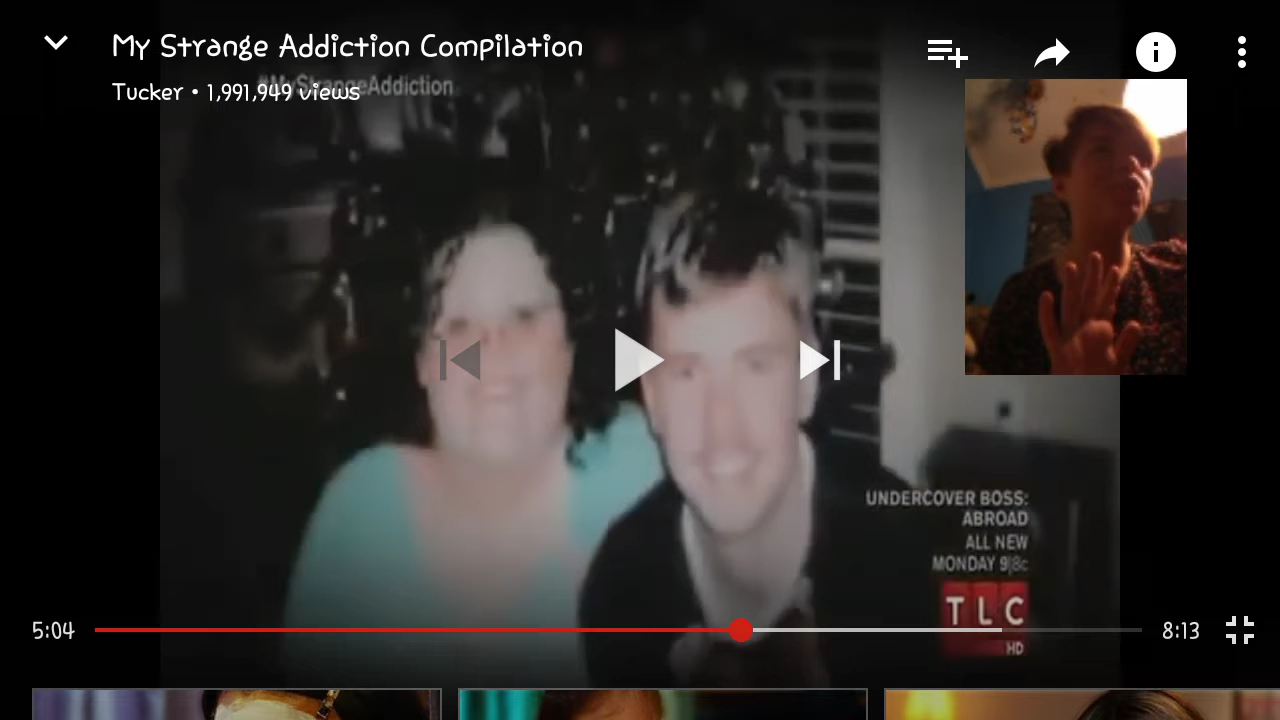 My Strange Addiction Compilation
#MyStrangeAddiction
Tucker • 1,991,949 views
UNDERCOVER BOSS:
ABROAD
ALL NEW
MONDAY 9|8c
TLC
HD
5:04
8:13